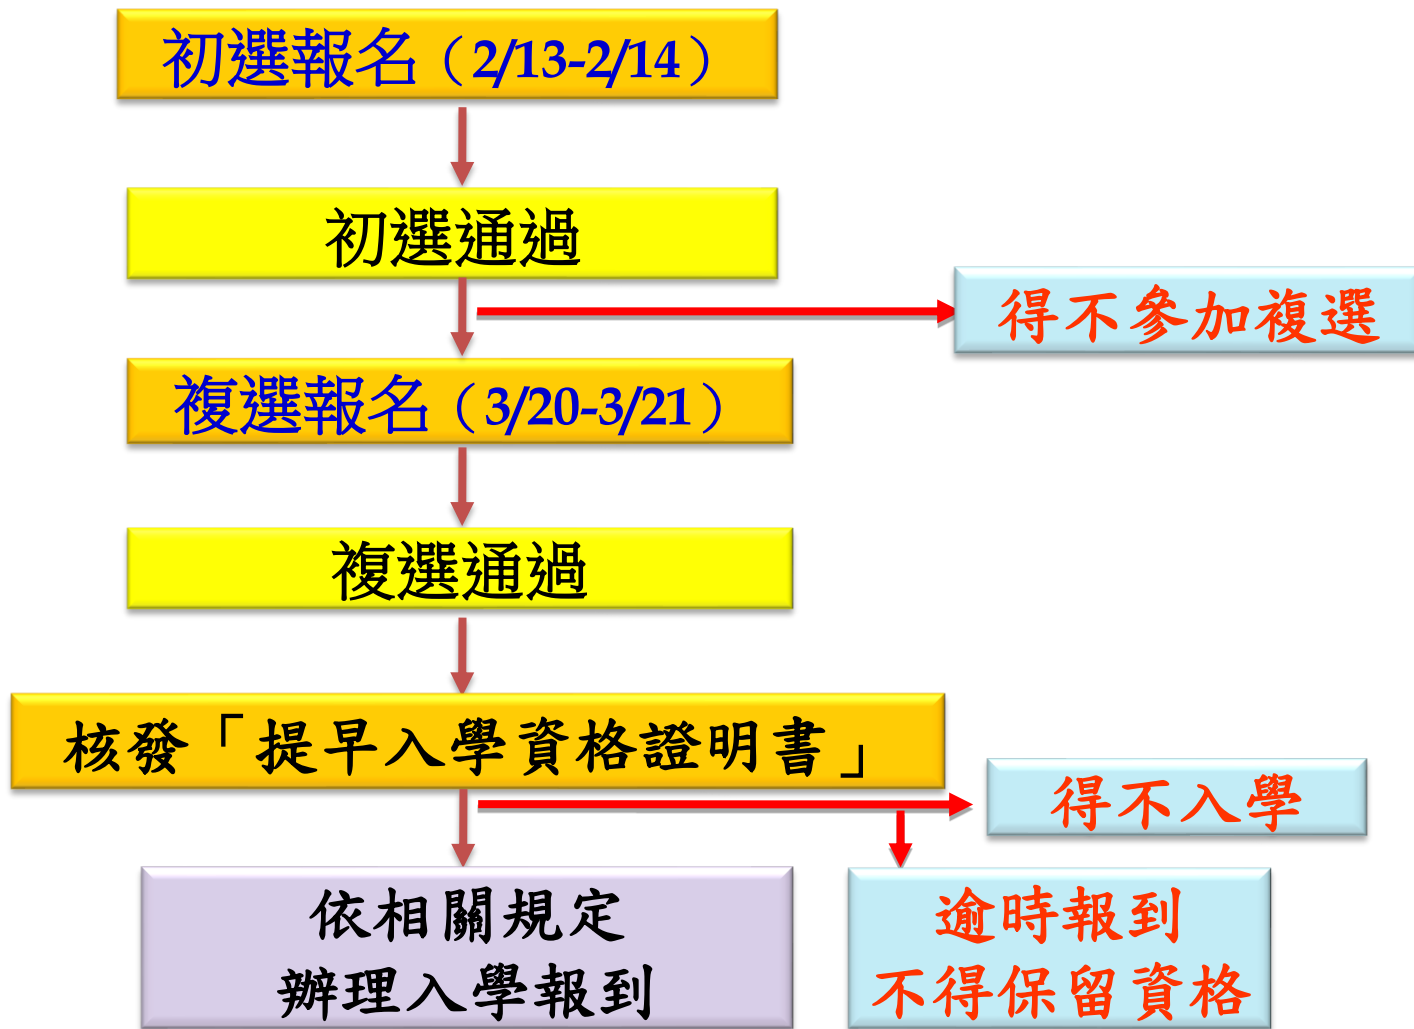 初選報名（2/13-2/14）
初選通過
得不參加複選
複選報名（3/20-3/21）
複選通過
核發「提早入學資格證明書」
得不入學
依相關規定
辦理入學報到
逾時報到
不得保留資格